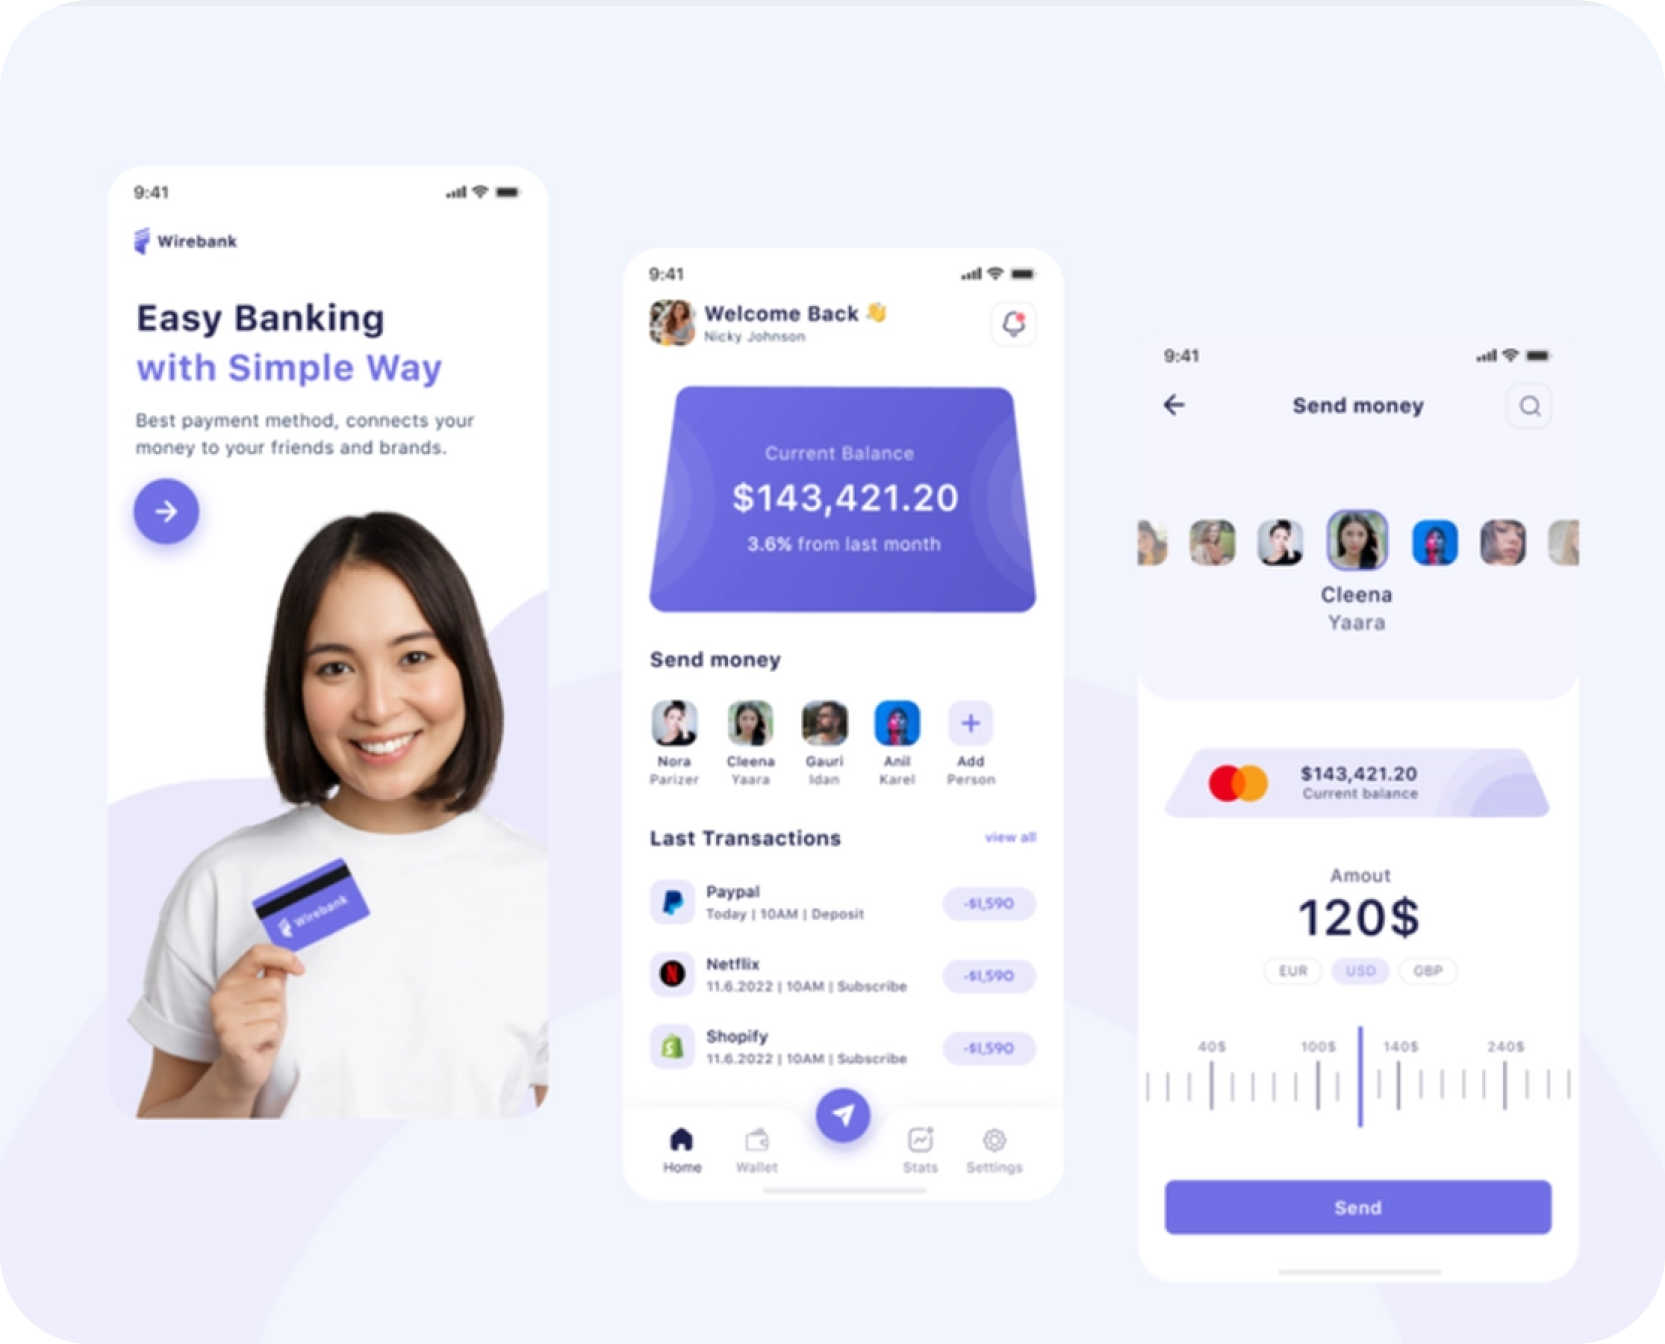 9:41
Wirebank
Easy Banking
with Simple Way
Best payment method, connects your
money to your friends and brands.
Wirebank
9:41
Welcome Back 👋
Nicky Johnson
Current Balance
$143,421.20
3.6% from last month
Send money
Nora
Parizer
Cleena
Yaara
Gauri
Idan
Anil
Karel
Add
Person
Last Transactions
view all
Paypal
Today | 10AM | Deposit
-$1,590
Netflix
11.6.2022 | 10AM | Subscribe
-$1,590
Shopify
11.6.2022 | 10AM | Subscribe
-$1,590
Home
Wallet
Stats
Settings
9:41
Send money
Cleena
Yaara
$143,421.20
Current balance
Amout
120$
EUR
USD
GBP
40$
100$
140$
240$
Send